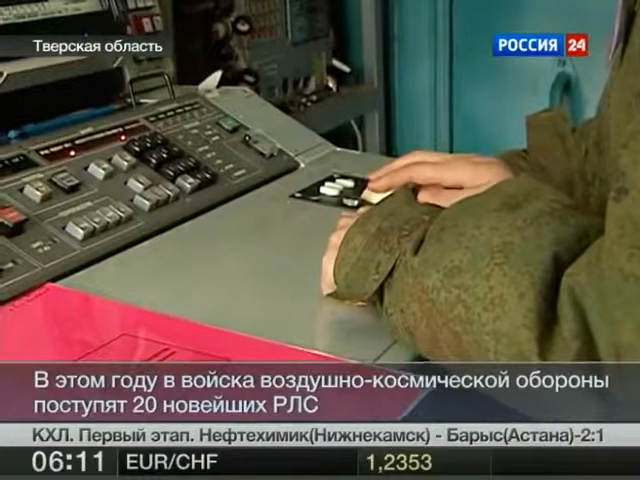 Тверская область
РОССИЯ 24
В этом году в войска воздушно-космической обороны
поступят 20 новейших РЛС
КХЛ. Первый этап. Нефтехимик(Нижнекамск) - Барыс(Астана)-2:1
06:11 EUR/CHF 1,2353